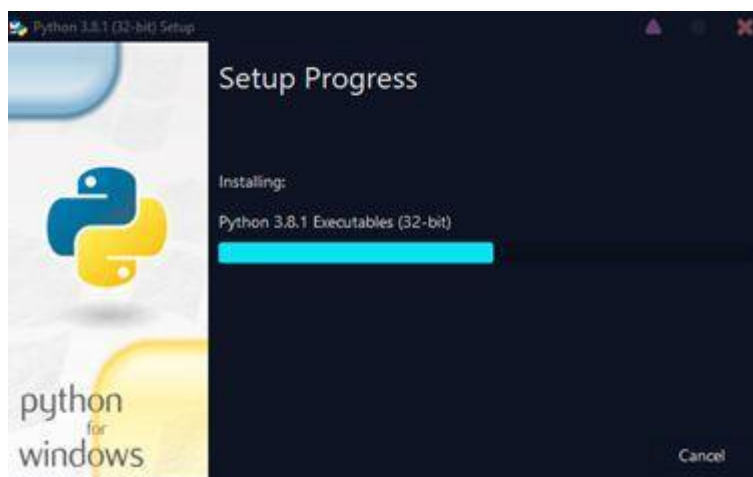 Python 3.8.1 (32-bit) Setup
Setup Progress
Installing:
Python 3.8.1 Executables (32-bit)
python
for
windows
Cancel